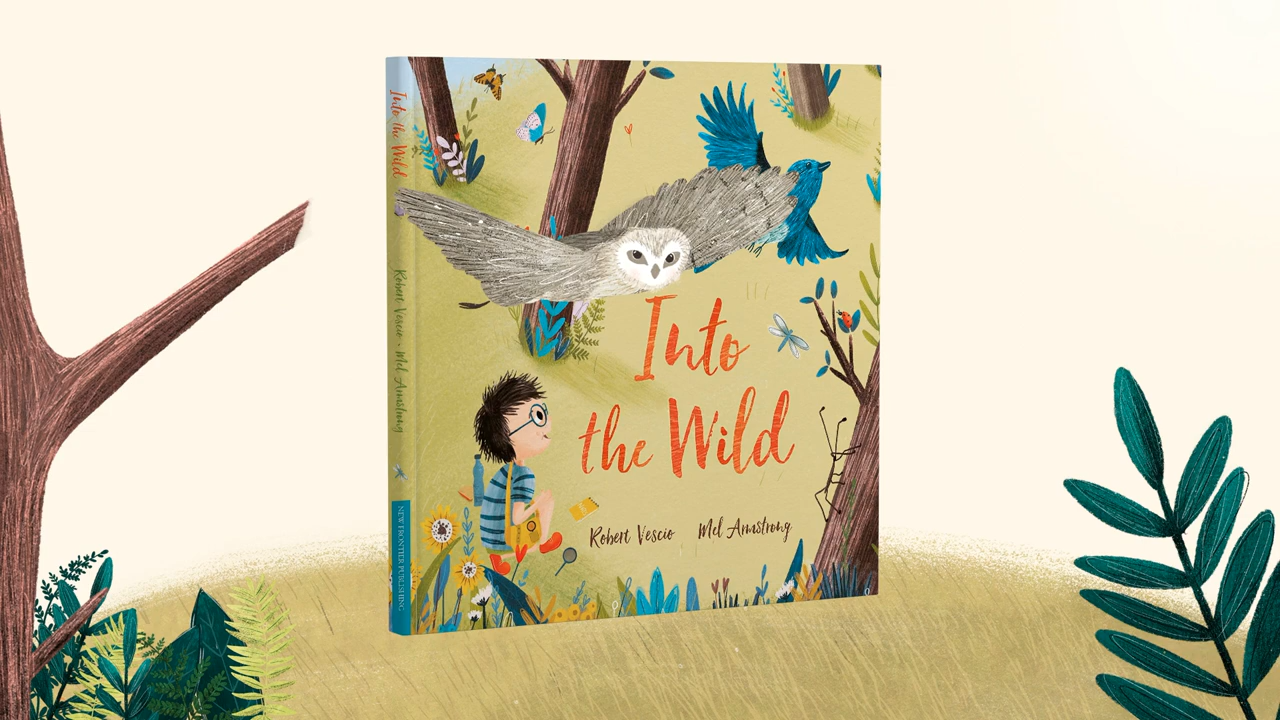 Into the Wild
Robert Vescio • Mel Armstrong
NEW FRONTIER PUBLISHING
Into
the Wild
Robert Vescio Mel Armstrong